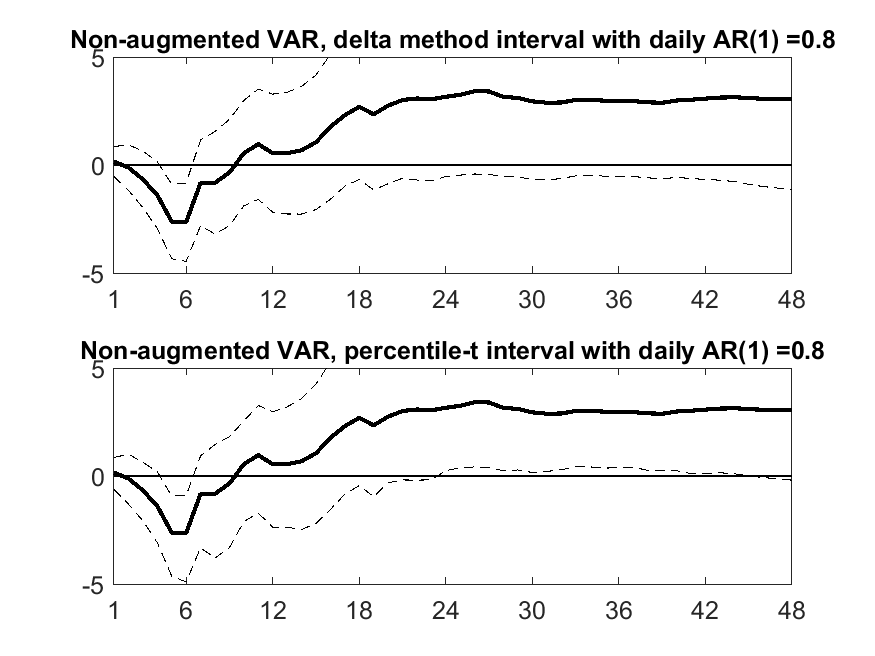 Non-augmented VAR, delta method interval with daily AR(1) =0.8
5
0
-5
1 6 12 18 24 30 36 42 48
Non-augmented VAR, percentile-t interval with daily AR(1) =0.8
5
0
-5
1 6 12 18 24 30 36 42 48